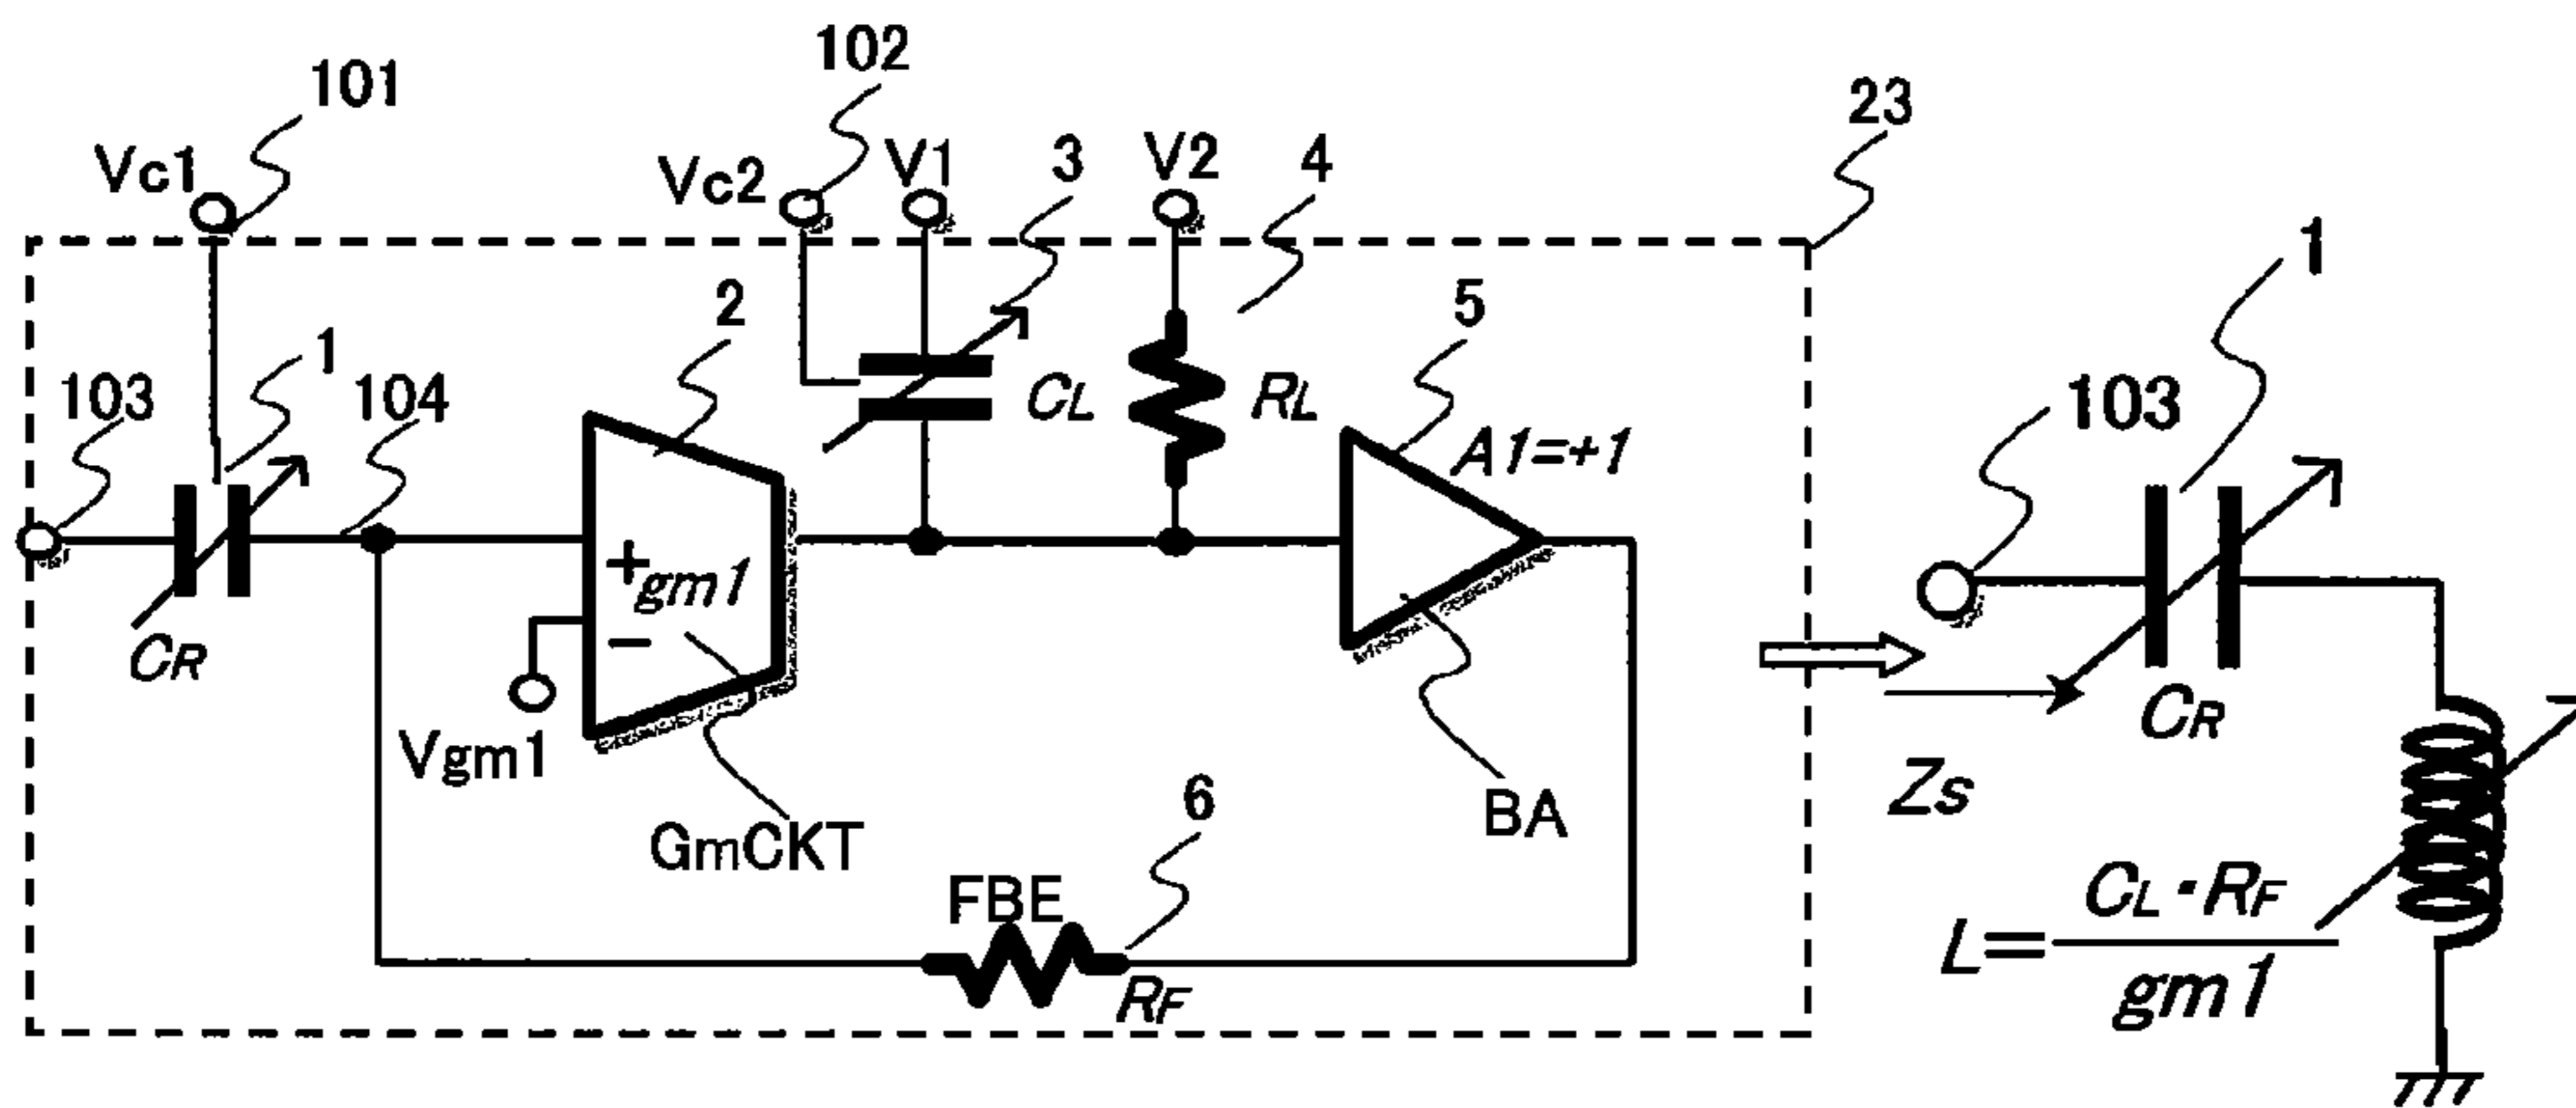 102
101
23
Vc1
Vc2
V1
3
V2
4
1
2
5
103
1
104
CL
RL
A1=+1
103
+
gm1
−
CR
CR
Vgm1
Zs
GmCKT
6
BA
FBE
RF
L=CL・RF/gm1